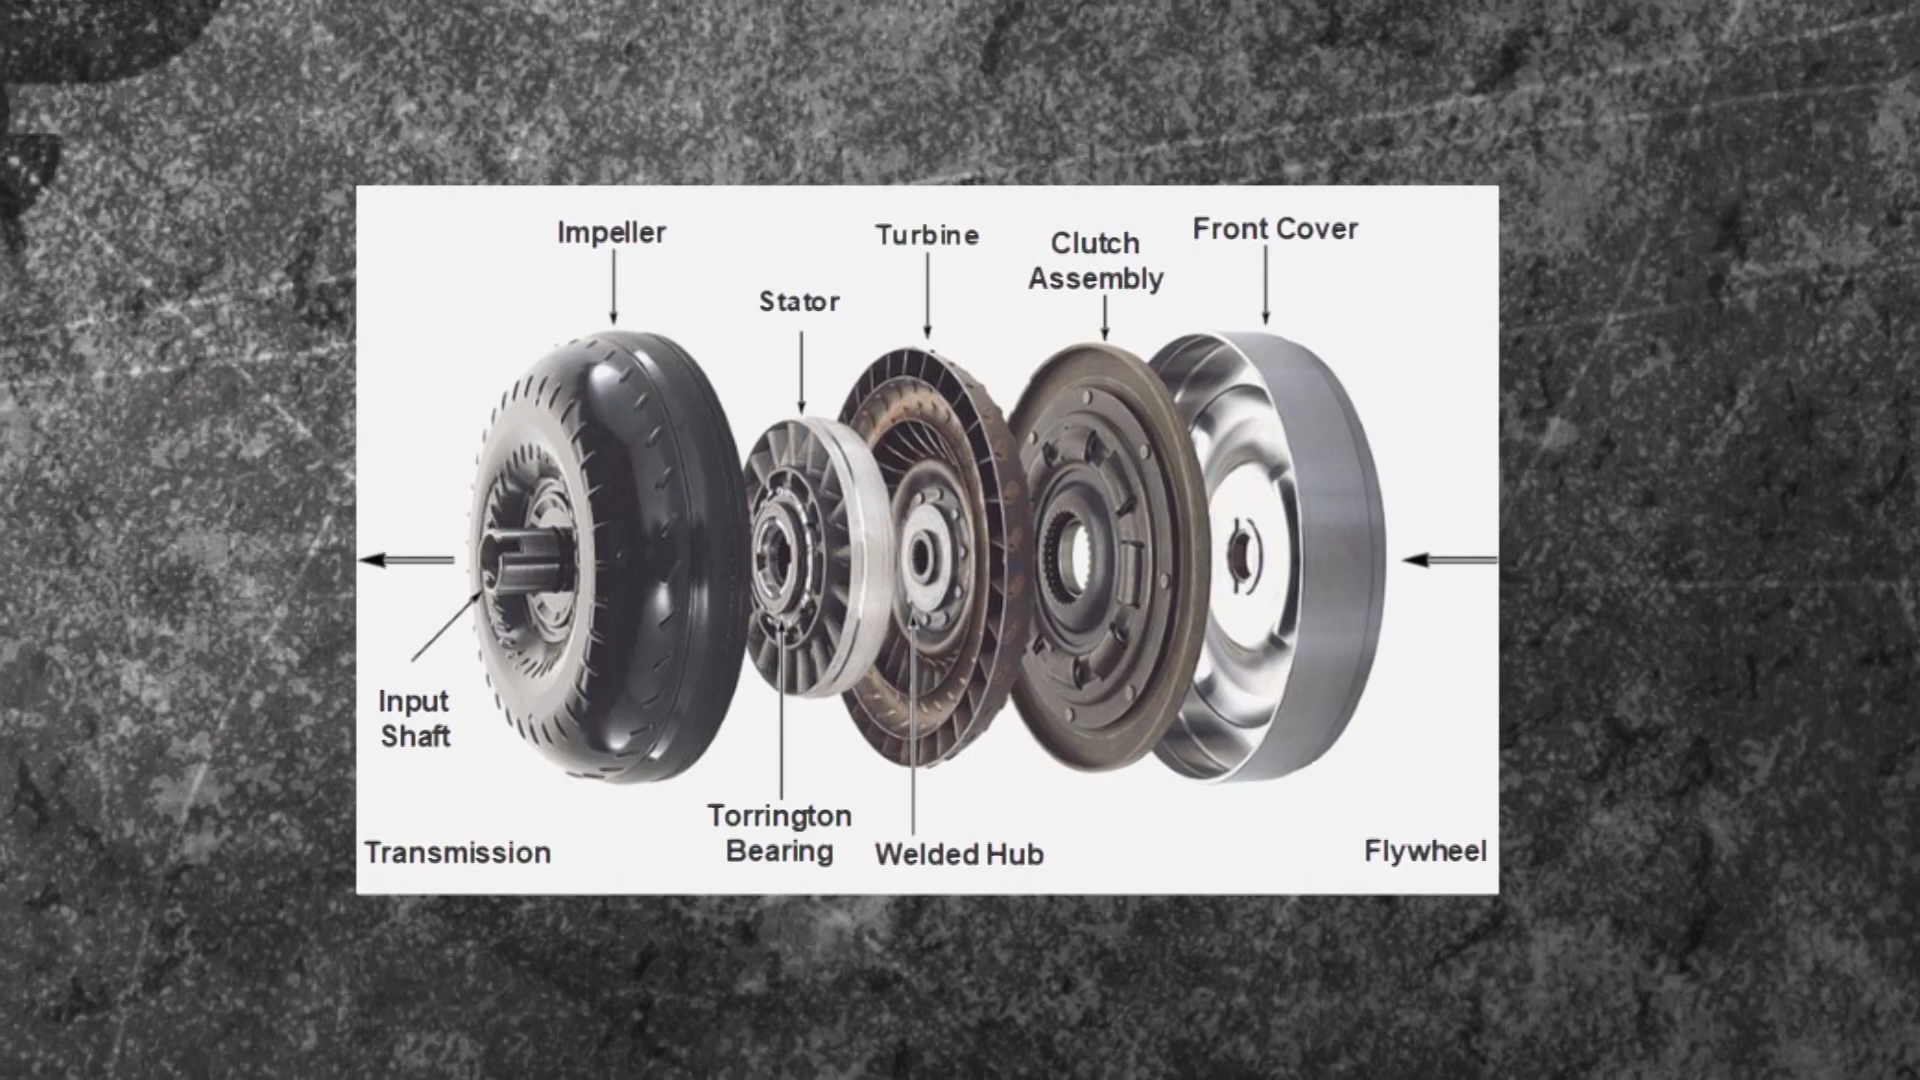 Impeller
Stator
Turbine
Clutch
Assembly
Front Cover
Input
Shaft
Torrington
Bearing
Welded Hub
Transmission
Flywheel